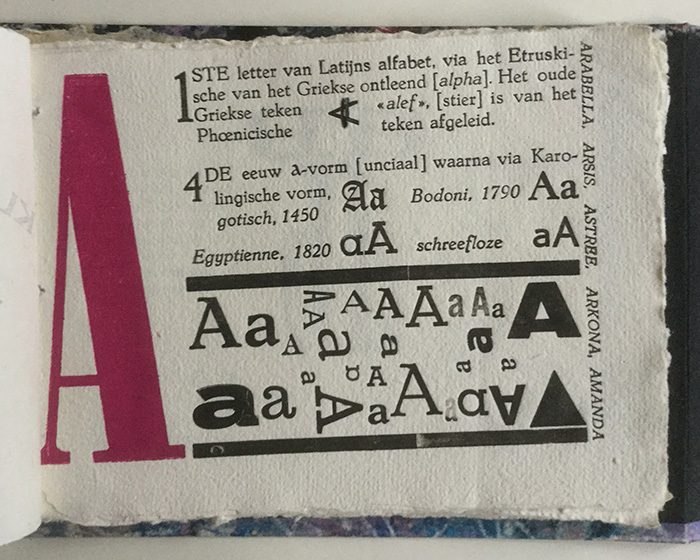 A
1STE letter van Latijns alfabet, via het Etruski-
sche van het Griekse ontleend [alpha]. Het oude
Griekse teken «alef», [stier] is van het
Phœnicische teken afgeleid.
4DE eeuw a-vorm [unciaal] waarna via Karo-
lingische vorm, Aa Bodoni, 1790 Aa
gotisch, 1450
Egyptienne, 1820 aA schreefloze aA
Aa A A A a a A A A a A a a A
a a a A a A a A a a a a A
ARABELLA, ARSIS, ASTREE, ARKONA, AMANDA